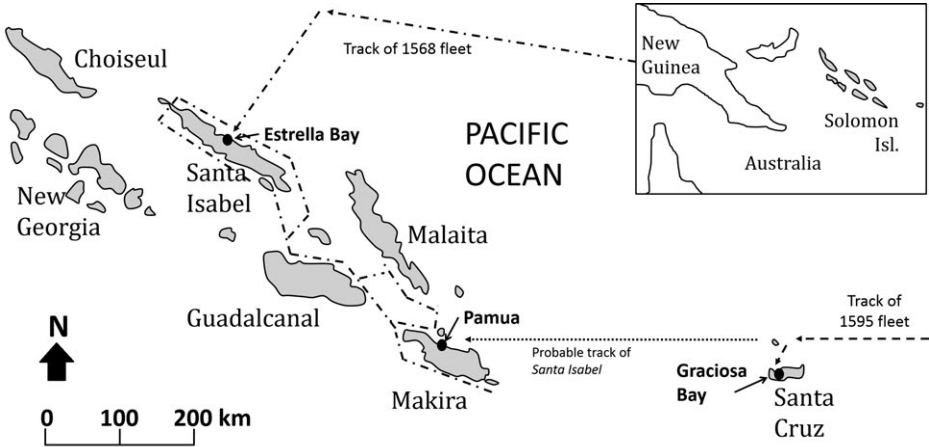 Choiseul
Track of 1568 fleet
New
Guinea
Solomon
Isl.
Australia
Estrella Bay
PACIFIC
OCEAN
Santa
Isabel
New
Georgia
Malaita
Guadalcanal
Pamua
Track of
1595 fleet
Probable track of
Santa Isabel
Graciosa
Bay
Makira
Santa
Cruz
N
0 100 200 km